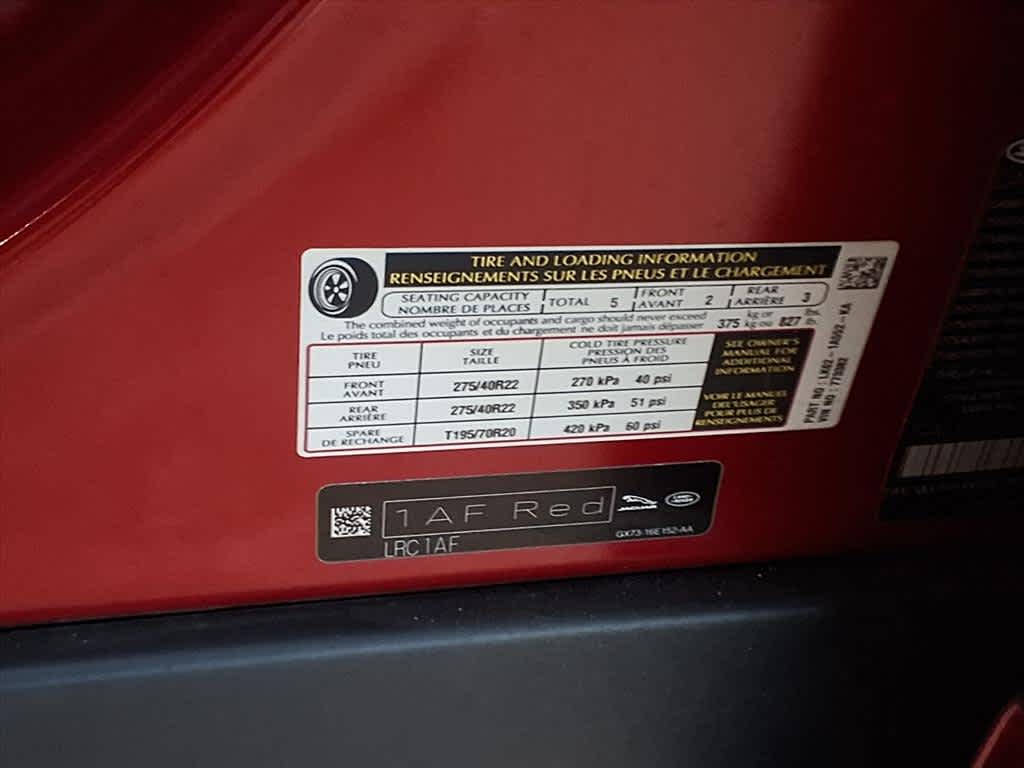 TIRE AND LOADING INFORMATION
RENSEIGNEMENTS SUR LES PNEUS ET LE CHARGEMENT
SEATING CAPACITY
NOMBRE DE PLACES
TOTAL 5
FRONT
AVANT
2
REAR
ARRIÈRE
3
The combined weight of occupants and cargo should never exceed
Le poids total des occupants et du chargement ne doit jamais dépasser
375
kg or
kg ou
827
lbs.
lb.
TIRE
PNEU
SIZE
TAILLE
COLD TIRE PRESSURE
PRESSION DES
PNEUS À FROID
FRONT
AVANT
275/40R22
270 kPa 40 psi
REAR
ARRIÈRE
275/40R22
350 kPa 51 psi
SPARE
DE RECHANGE
T195/70R20
420 kPa 60 psi
SEE OWNER'S
MANUAL FOR
ADDITIONAL
INFORMATION
VOIR LE MANUEL
DE L'USAGER
POUR PLUS DE
RENSEIGNEMENTS
1AF Red
LRC1AF
JAGUAR
LAND
ROVER
GX73-16E152-AA